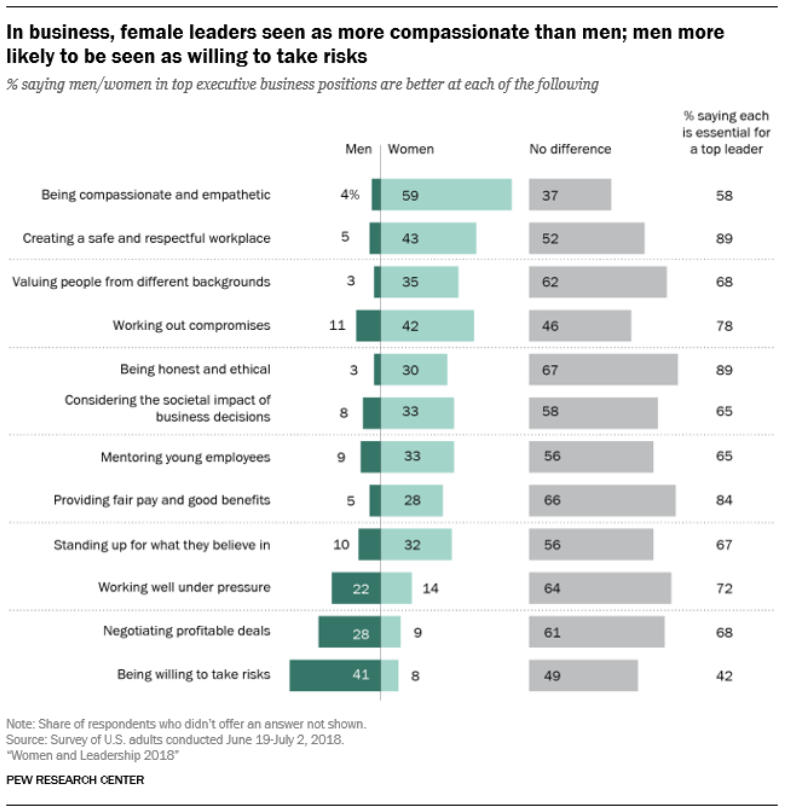 In business, female leaders seen as more compassionate than men; men more
likely to be seen as willing to take risks
% saying men/women in top executive business positions are better at each of the following
% saying each
is essential for
a top leader
Men Women No difference
Being compassionate and empathetic 4% 59 37 58
Creating a safe and respectful workplace 5 43 52 89
Valuing people from different backgrounds 3 35 62 68
Working out compromises 11 42 46 78
Being honest and ethical 3 30 67 89
Considering the societal impact of
business decisions 8 33 58 65
Mentoring young employees 9 33 56 65
Providing fair pay and good benefits 5 28 66 84
Standing up for what they believe in 10 32 56 67
Working well under pressure 22 14 64 72
Negotiating profitable deals 28 9 61 68
Being willing to take risks 41 8 49 42
Note: Share of respondents who didn't offer an answer not shown.
Source: Survey of U.S. adults conducted June 19-July 2, 2018.
"Women and Leadership 2018"
PEW RESEARCH CENTER